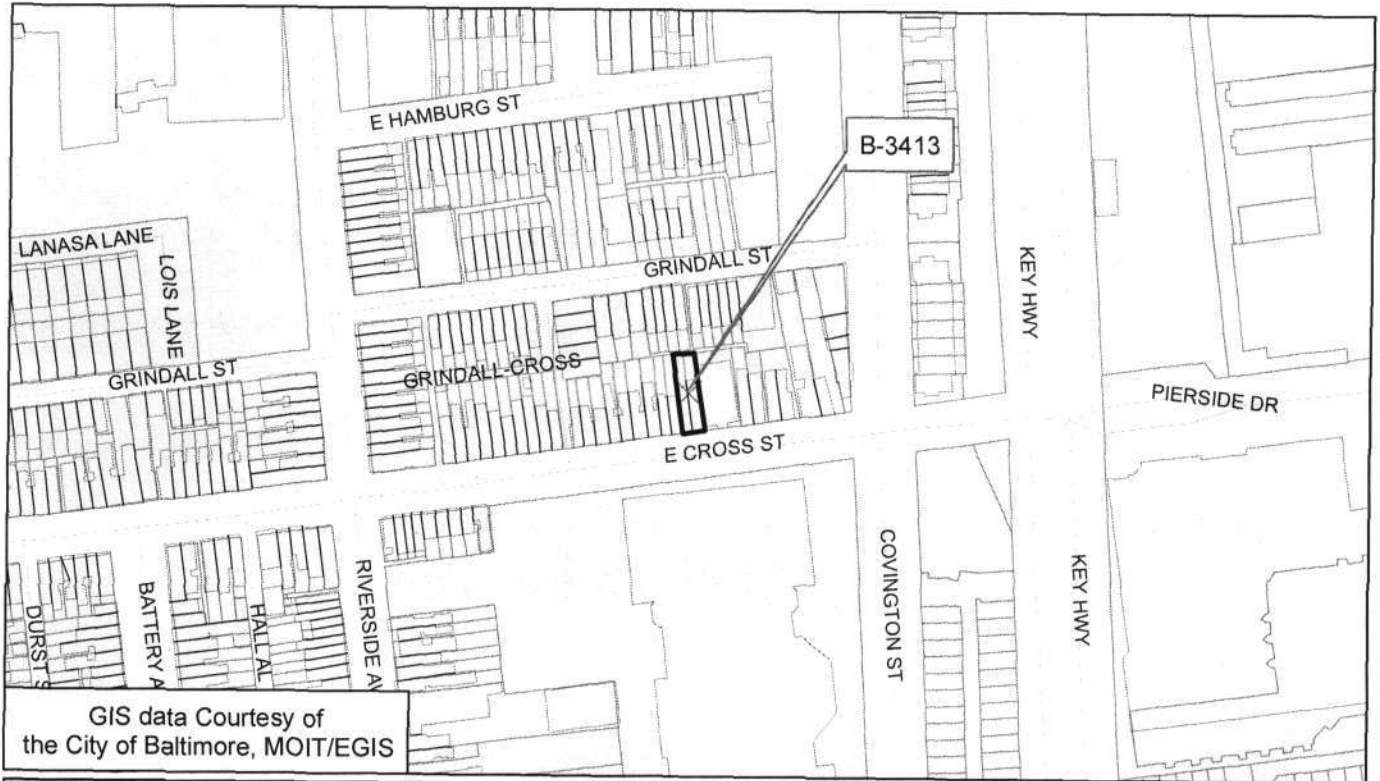 E HAMBURG ST
B-3413
LANASA LANE
LOIS LANE
GRINDALL ST
KEY HWY
GRINDALL ST
GRINDALL-CROSS
PIERSIDE DR
E CROSS ST
COVINGTON ST
KEY HWY
RIVERSIDE AV
HALL AL
BATTERY A
DURST S
GIS data Courtesy of
the City of Baltimore, MOIT/EGIS